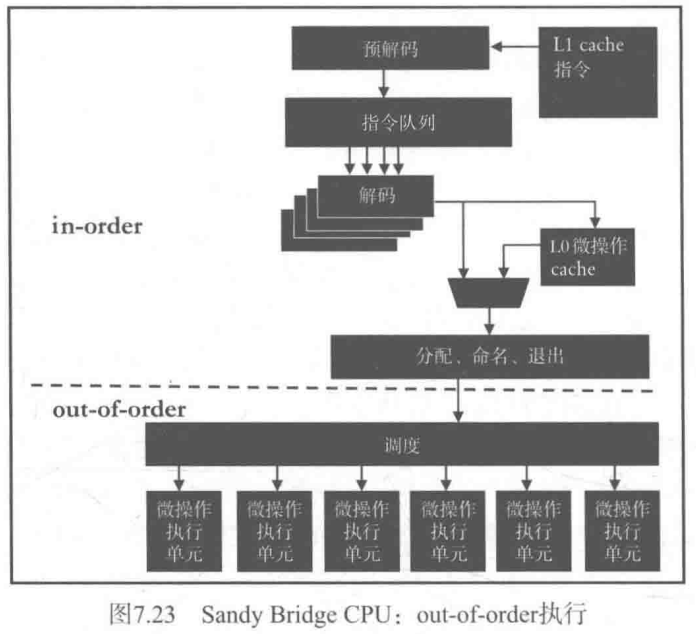 预解码
L1 cache
指令
指令队列
解码
in-order
L0 微操作
cache
分配、命名、退出
out-of-order
调度
微操作
执行
单元
微操作
执行
单元
微操作
执行
单元
微操作
执行
单元
微操作
执行
单元
微操作
执行
单元
图7.23 Sandy Bridge CPU：out-of-order执行